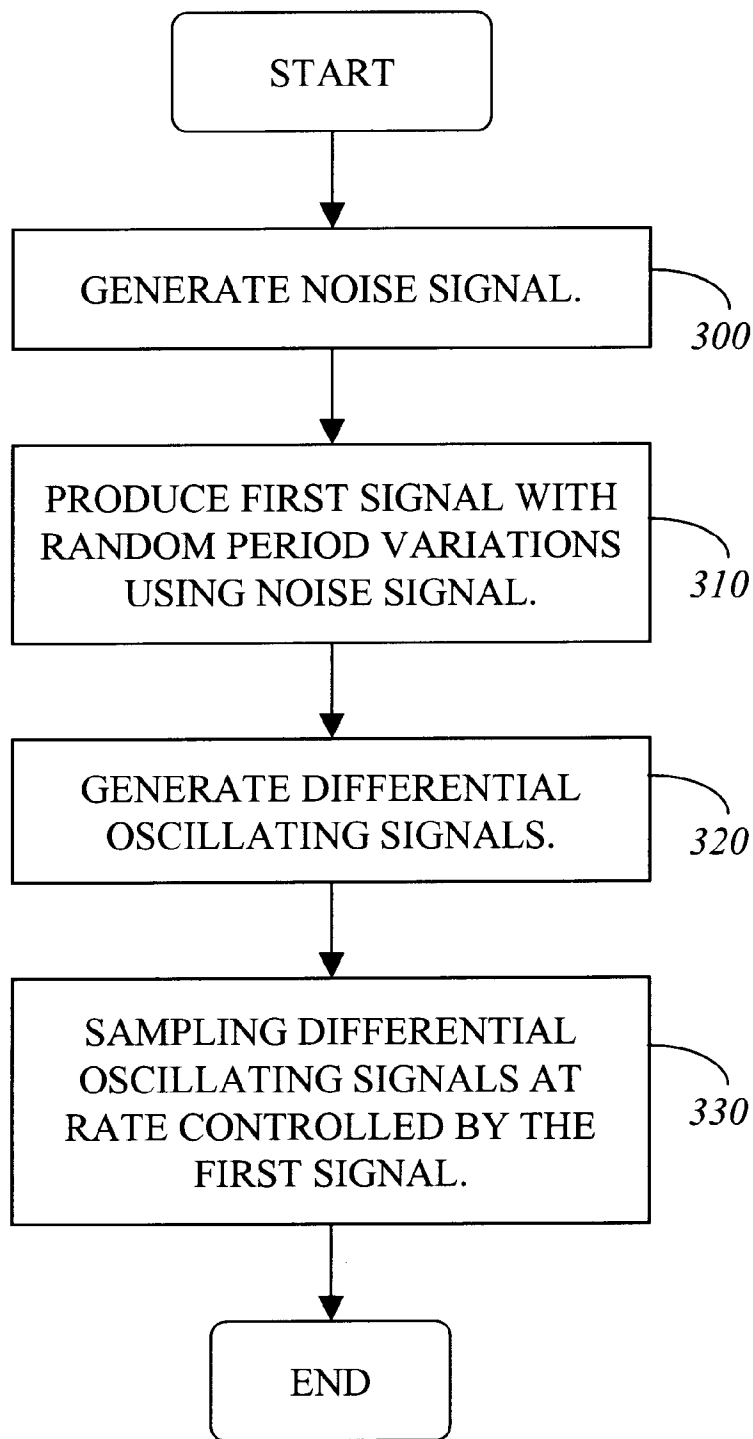 START
GENERATE NOISE SIGNAL.
300
PRODUCE FIRST SIGNAL WITH
RANDOM PERIOD VARIATIONS
USING NOISE SIGNAL.
310
GENERATE DIFFERENTIAL
OSCILLATING SIGNALS.
320
SAMPLING DIFFERENTIAL
OSCILLATING SIGNALS AT
RATE CONTROLLED BY THE
FIRST SIGNAL.
330
END